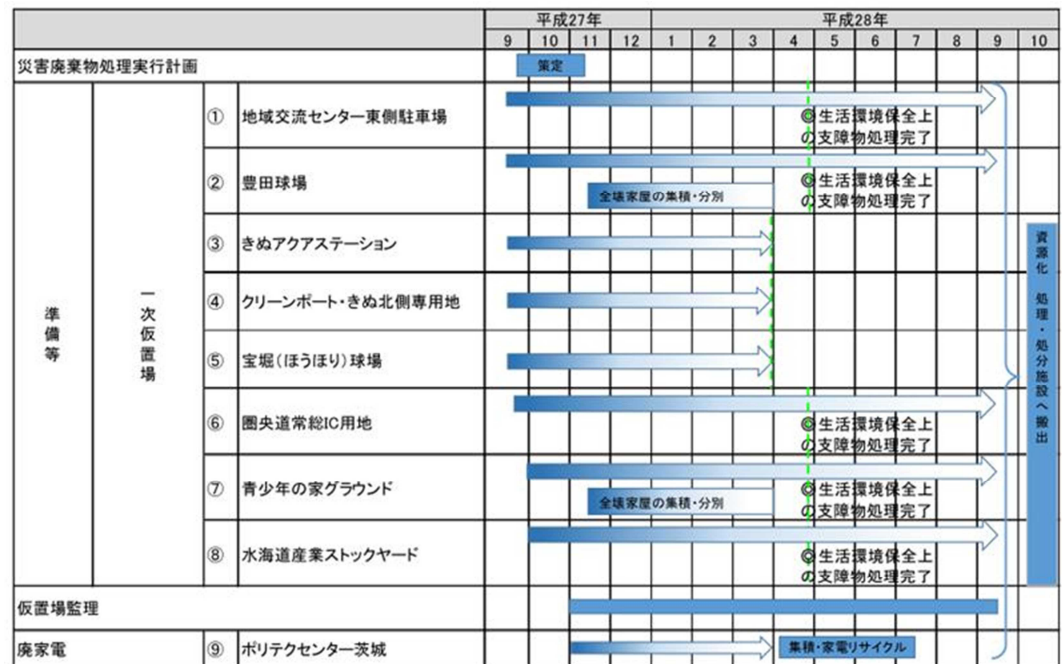 平成27年
平成28年
9 10 11 12 1 2 3 4 5 6 7 8 9 10
災害廃棄物処理実行計画
策定
準備等
一次仮置場
① 地域交流センター東側駐車場
◎生活環境保全上
の支障物処理完了
② 豊田球場
◎生活環境保全上
の支障物処理完了
全壊家屋の集積・分別
③ きぬアクアステーション
④ クリーンポート・きぬ北側専用地
⑤ 宝堀(ほうほり)球場
⑥ 圏央道常総IC用地
◎生活環境保全上
の支障物処理完了
⑦ 青少年の家グラウンド
◎生活環境保全上
の支障物処理完了
全壊家屋の集積・分別
⑧ 水海道産業ストックヤード
◎生活環境保全上
の支障物処理完了
資源化 処理・処分施設へ搬出
仮置場監理
廃家電 ⑨ ポリテクセンター茨城
集積・家電リサイクル